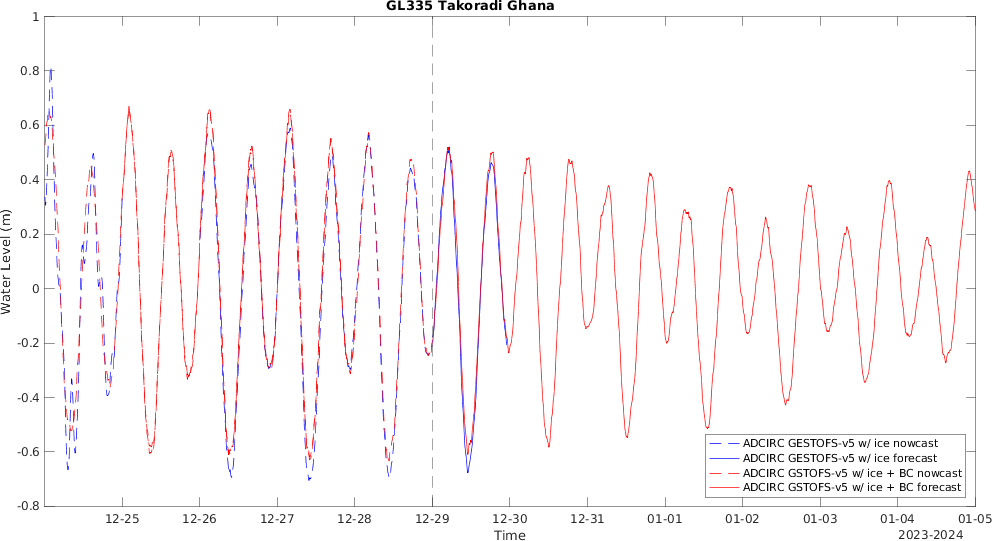 GL335 Takoradi Ghana
1
0.8
0.6
0.4
0.2
0
-0.2
-0.4
-0.6
-0.8
Water Level (m)
ADCIRC GESTOFS-v5 w/ ice nowcast
ADCIRC GESTOFS-v5 w/ ice forecast
ADCIRC GSTOFS-v5 w/ ice + BC nowcast
ADCIRC GSTOFS-v5 w/ ice + BC forecast
12-25 12-26 12-27 12-28 12-29 12-30 12-31 01-01 01-02 01-03 01-04 01-05
Time
2023-2024